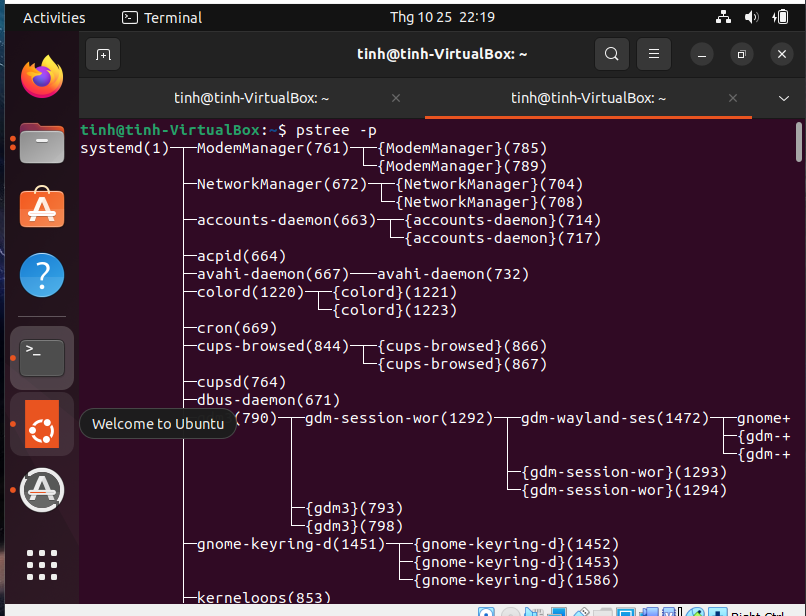 Activities
Terminal
Thg 10 25 22:19
tinh@tinh-VirtualBox: ~
tinh@tinh-VirtualBox: ~
tinh@tinh-VirtualBox: ~
tinh@tinh-VirtualBox:~$ pstree -p
systemd(1)─┬─ModemManager(761)─┬─{ModemManager}(785)
└─{ModemManager}(789)
├─NetworkManager(672)─┬─{NetworkManager}(704)
└─{NetworkManager}(708)
├─accounts-daemon(663)─┬─{accounts-daemon}(714)
└─{accounts-daemon}(717)
├─acpid(664)
├─avahi-daemon(667)───avahi-daemon(732)
├─colord(1220)─┬─{colord}(1221)
└─{colord}(1223)
├─cron(669)
├─cups-browsed(844)─┬─{cups-browsed}(866)
└─{cups-browsed}(867)
├─cupsd(764)
├─dbus-daemon(671)
(790)─┬─gdm-session-wor(1292)─┬─gdm-wayland-ses(1472)─┬─gnome+
Welcome to Ubuntu
├─{gdm-+
└─{gdm-+
├─{gdm-session-wor}(1293)
└─{gdm-session-wor}(1294)
├─{gdm3}(793)
└─{gdm3}(798)
├─gnome-keyring-d(1451)─┬─{gnome-keyring-d}(1452)
├─{gnome-keyring-d}(1453)
└─{gnome-keyring-d}(1586)
├─kerneloops(853)
Right Ctrl